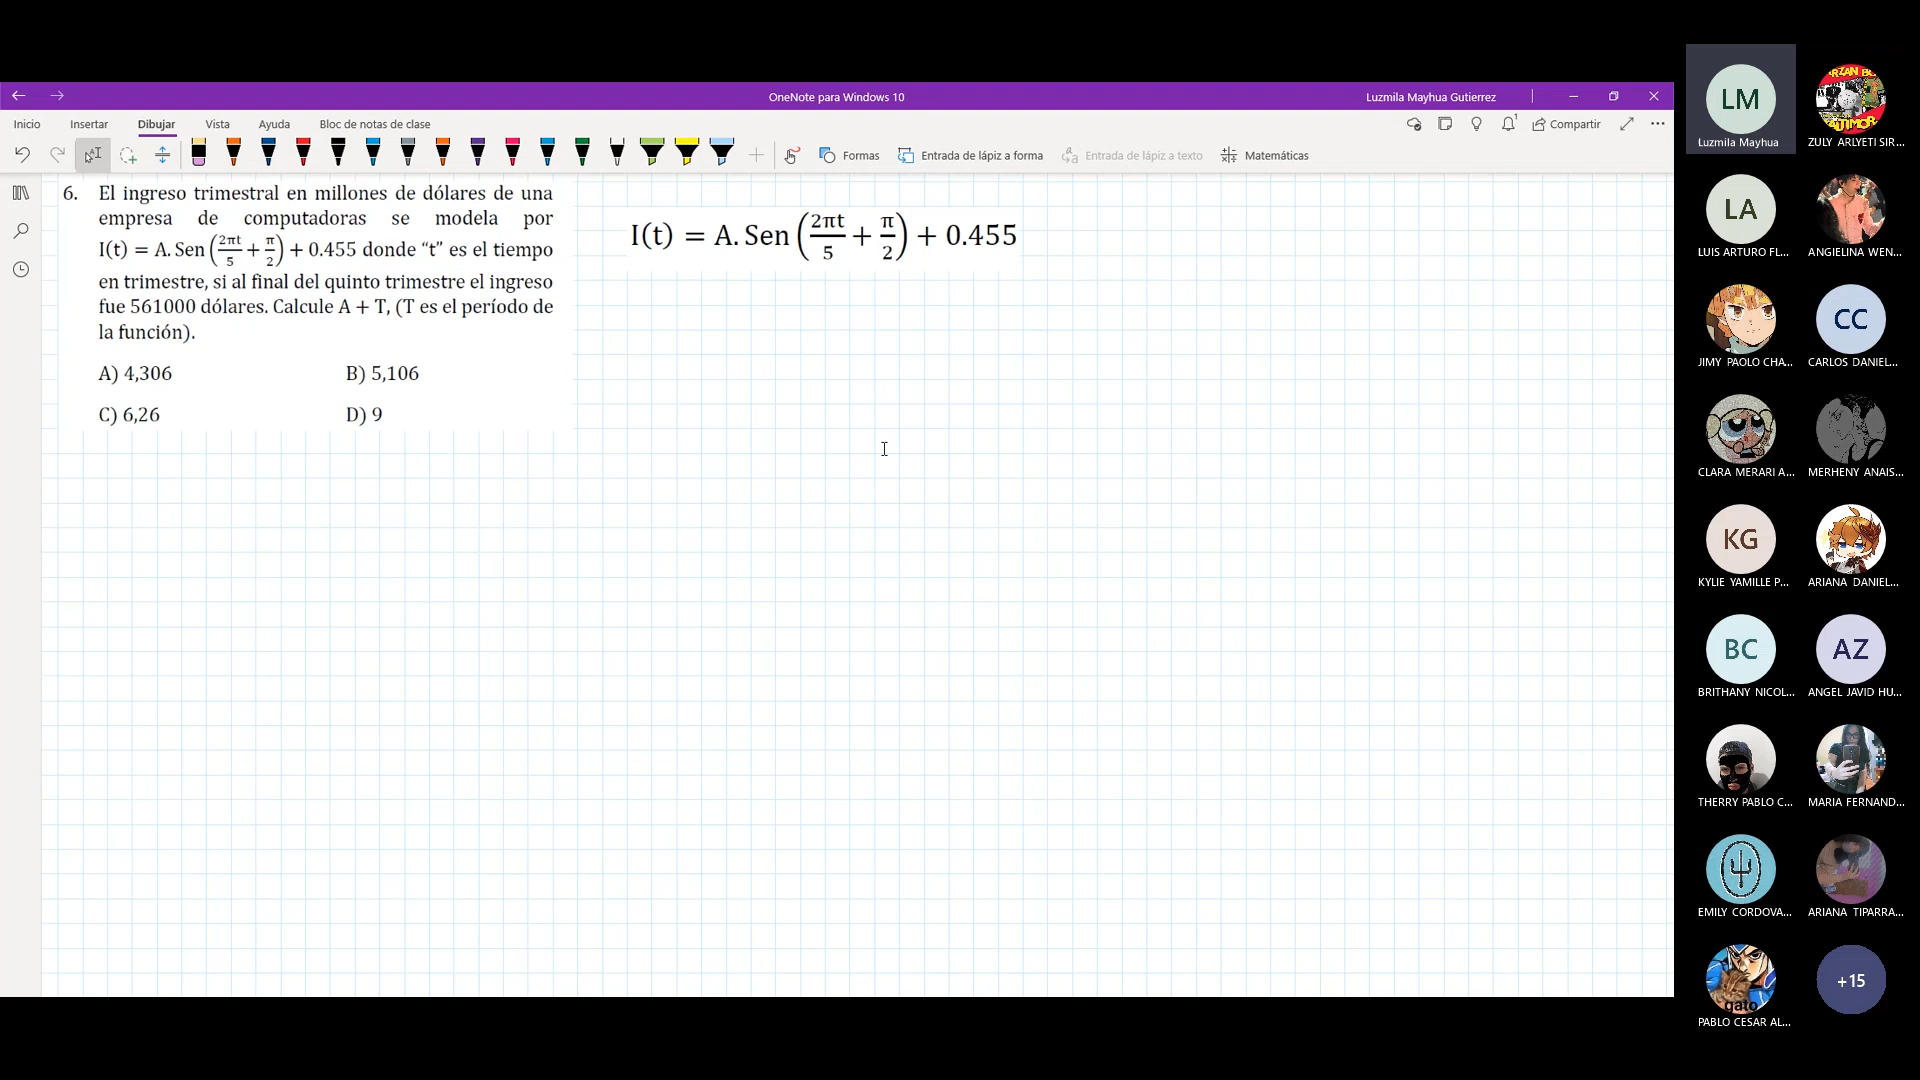 OneNote para Windows 10
Luzmila Mayhua Gutierrez
Inicio Insertar Dibujar Vista Ayuda Bloc de notas de clase
1 Compartir
Formas Entrada de lápiz a forma Entrada de lápiz a texto Matemáticas
6. El ingreso trimestral en millones de dólares de una
empresa de computadoras se modela por
I(t) = A. Sen (2πt/5 + π/2) + 0.455 donde “t” es el tiempo
en trimestre, si al final del quinto trimestre el ingreso
fue 561000 dólares. Calcule A + T, (T es el período de
la función).
A) 4,306 B) 5,106
C) 6,26 D) 9
I(t) = A. Sen (2πt/5 + π/2) + 0.455
LM
Luzmila Mayhua
ZULY ARLYETI SIR...
LA
LUIS ARTURO FL...
ANGIELINA WEN...
JIMY PAOLO CHA...
CC
CARLOS DANIEL...
CLARA MERARI A...
MERHENY ANAIS...
KG
KYLIE YAMILLE P...
ARIANA DANIEL...
BC
BRITHANY NICOL...
AZ
ANGEL JAVID HU...
THERRY PABLO C...
MARIA FERNAND...
EMILY CORDOVA...
ARIANA TIPARRA...
gato
PABLO CESAR AL...
+15